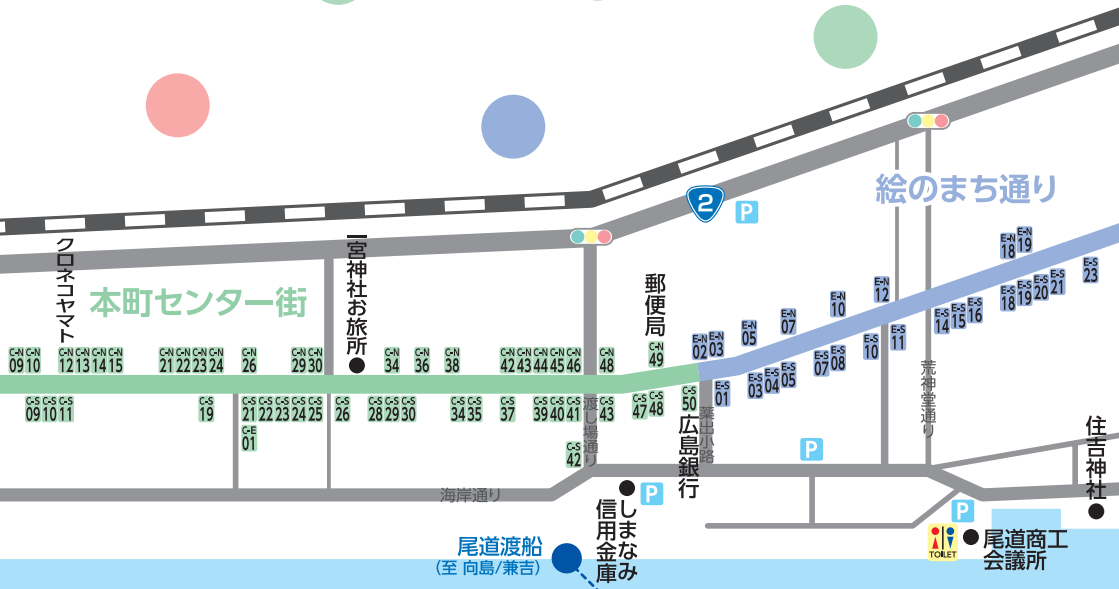 2
P
絵のまち通り
クロネコヤマト
本町センター街
一宮神社お旅所
郵便局
E-N 18
E-N 19
E-S 23
E-N 12
E-N 10
E-N 07
E-N 05
E-N 02
E-N 03
E-S 18
E-S 19
E-S 20
E-S 21
E-S 14
E-S 15
E-S 16
E-S 11
E-S 10
E-S 07
E-S 08
E-S 03
E-S 04
E-S 05
E-S 01
C-N 09
C-N 10
C-N 12
C-N 13
C-N 14
C-N 15
C-N 21
C-N 22
C-N 23
C-N 24
C-N 26
C-N 29
C-N 30
C-N 34
C-N 36
C-N 38
C-N 42
C-N 43
C-N 44
C-N 45
C-N 46
C-N 48
C-N 49
C-S 09
C-S 10
C-S 11
C-S 19
C-S 21
C-S 22
C-S 23
C-S 24
C-S 25
C-S 26
C-S 28
C-S 29
C-S 30
C-S 34
C-S 35
C-S 37
C-S 39
C-S 40
C-S 41
C-S 43
C-S 47
C-S 48
C-S 50
C-E 01
C-S 42
渡し場通り
薬出小路
荒神堂通り
広島銀行
住吉神社
P
海岸通り
P
しまなみ
信用金庫
P
TOILET
尾道商工
会議所
尾道渡船
(至 向島/兼吉)